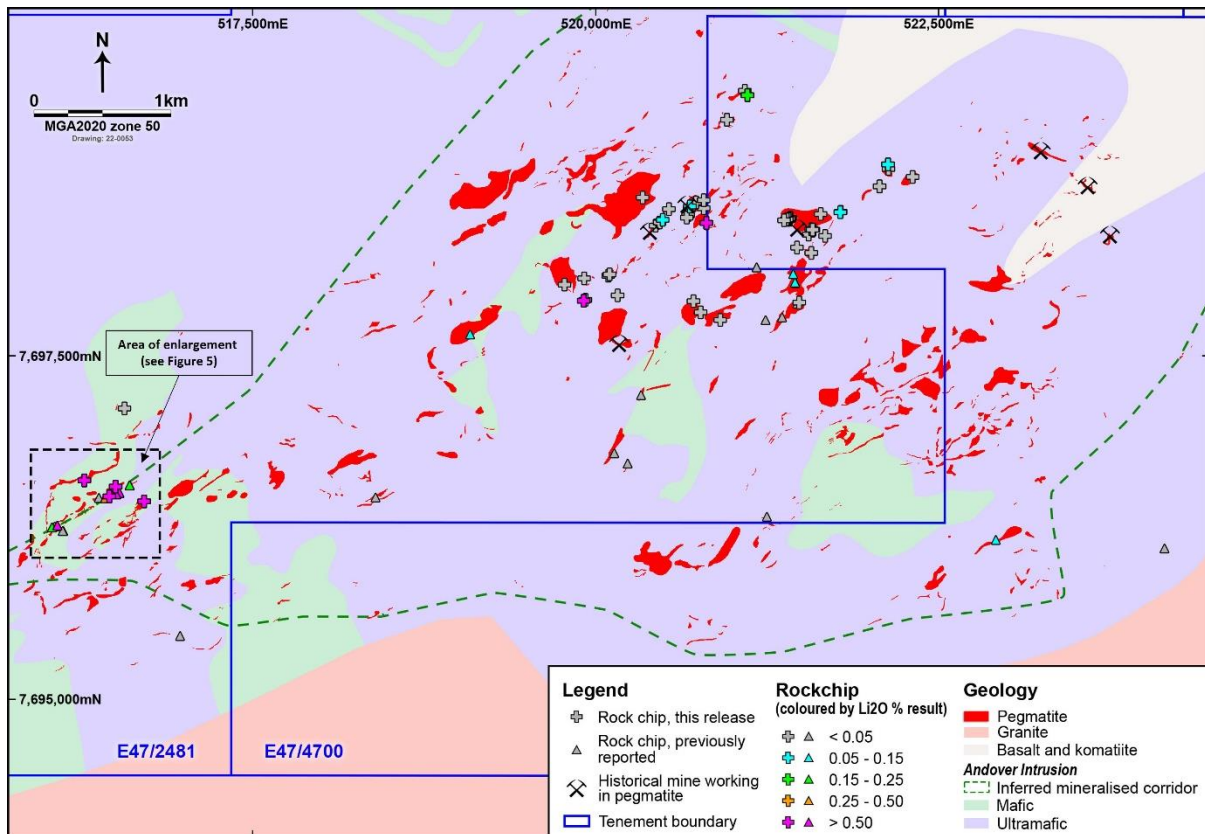 517,500mE
520,000mE
522,500mE
N
0
1km
MGA2020 zone 50
Drawing: 22-0053
Area of enlargement
(see Figure 5)
7,697,500mN
7,695,000mN
E47/2481
E47/4700
Legend
Rock chip, this release
Rock chip, previously
reported
Historical mine working
in pegmatite
Tenement boundary
Rockchip
(coloured by Li2O % result)
< 0.05
0.05 - 0.15
0.15 - 0.25
0.25 - 0.50
> 0.50
Geology
Pegmatite
Granite
Basalt and komatiite
Andover Intrusion
Inferred mineralised corridor
Mafic
Ultramafic